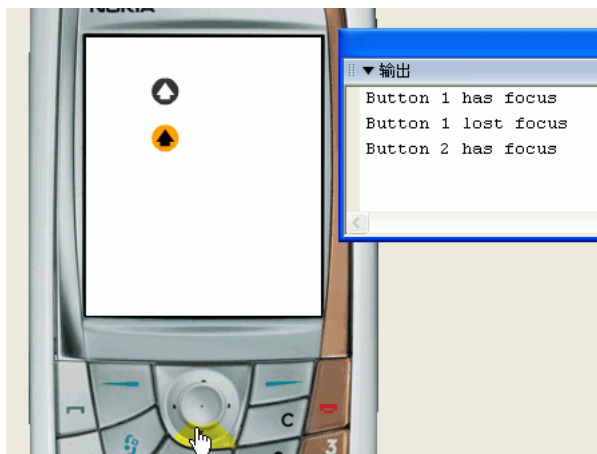 NOKIA
▼输出
Button 1 has focus
Button 1 lost focus
Button 2 has focus
C
3